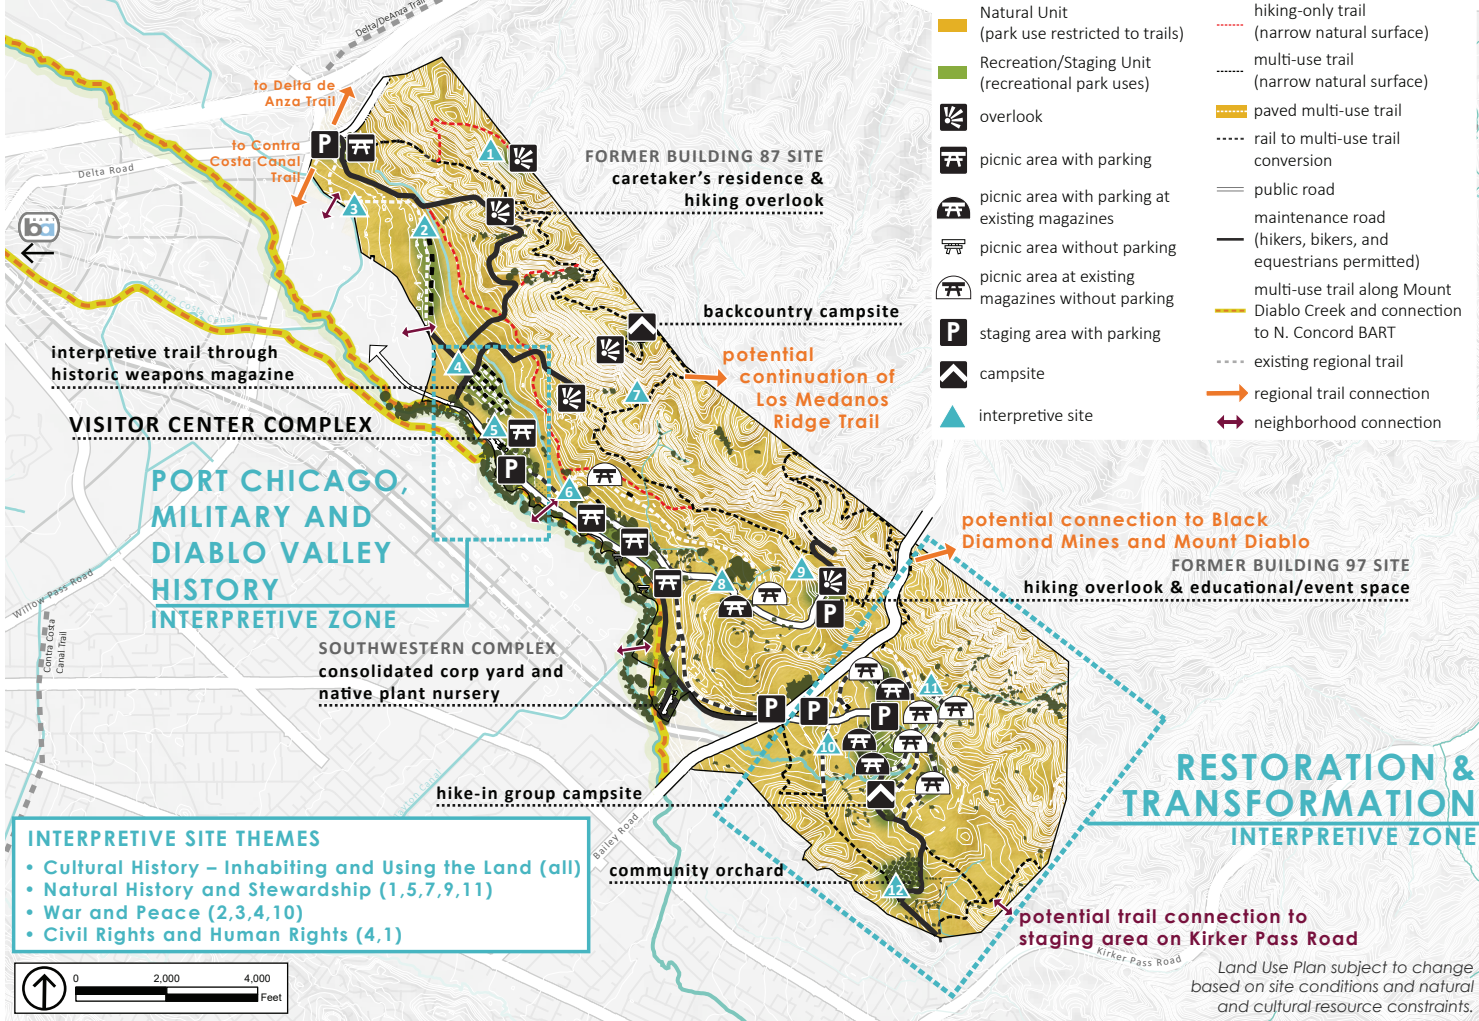 Delta/DeAnza Trail
to Delta de
Anza Trail
to Contra
Costa Canal
Trail
Delta Road
P
1
2
3
FORMER BUILDING 87 SITE
caretaker's residence &
hiking overlook
BART
ba
backcountry campsite
interpretive trail through
historic weapons magazine
potential
continuation of
Los Medanos
Ridge Trail
4
7
VISITOR CENTER COMPLEX
5
P
PORT CHICAGO,
MILITARY AND
DIABLO VALLEY
HISTORY
INTERPRETIVE ZONE
6
Willow Pass Road
Contra Costa
Canal Trail
8
9
P
SOUTHWESTERN COMPLEX
consolidated corp yard and
native plant nursery
potential connection to Black
Diamond Mines and Mount Diablo
FORMER BUILDING 97 SITE
hiking overlook & educational/event space
P
P
P
10
11
12
hike-in group campsite
Bailey Road
community orchard
RESTORATION &
TRANSFORMATION
INTERPRETIVE ZONE
potential trail connection to
staging area on Kirker Pass Road
Kirker Pass Road
Natural Unit
(park use restricted to trails)
Recreation/Staging Unit
(recreational park uses)
overlook
picnic area with parking
picnic area with parking at
existing magazines
picnic area without parking
picnic area at existing
magazines without parking
P
staging area with parking
campsite
interpretive site
hiking-only trail
(narrow natural surface)
multi-use trail
(narrow natural surface)
paved multi-use trail
rail to multi-use trail
conversion
public road
maintenance road
(hikers, bikers, and
equestrians permitted)
multi-use trail along Mount
Diablo Creek and connection
to N. Concord BART
existing regional trail
regional trail connection
neighborhood connection
INTERPRETIVE SITE THEMES
• Cultural History – Inhabiting and Using the Land (all)
• Natural History and Stewardship (1,5,7,9,11)
• War and Peace (2,3,4,10)
• Civil Rights and Human Rights (4,1)
0 2,000 4,000
Feet
Land Use Plan subject to change
based on site conditions and natural
and cultural resource constraints.